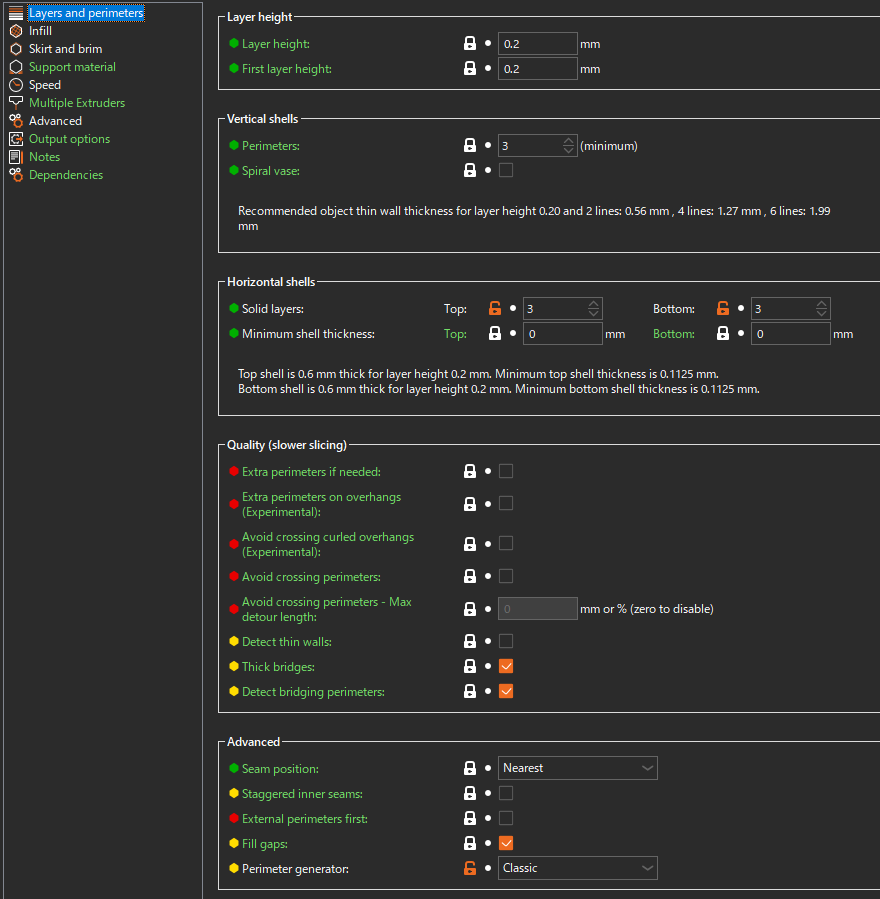 Layers and perimeters
Infill
Skirt and brim
Support material
Speed
Multiple Extruders
Advanced
Output options
Notes
Dependencies
Layer height
Layer height: 0.2 mm
First layer height: 0.2 mm
Vertical shells
Perimeters: 3 (minimum)
Spiral vase:
Recommended object thin wall thickness for layer height 0.20 and 2 lines: 0.56 mm , 4 lines: 1.27 mm , 6 lines: 1.99
mm
Horizontal shells
Solid layers: Top: 3 Bottom: 3
Minimum shell thickness: Top: 0 mm Bottom: 0 mm
Top shell is 0.6 mm thick for layer height 0.2 mm. Minimum top shell thickness is 0.1125 mm.
Bottom shell is 0.6 mm thick for layer height 0.2 mm. Minimum bottom shell thickness is 0.1125 mm.
Quality (slower slicing)
Extra perimeters if needed:
Extra perimeters on overhangs
(Experimental):
Avoid crossing curled overhangs
(Experimental):
Avoid crossing perimeters:
Avoid crossing perimeters - Max
detour length: 0 mm or % (zero to disable)
Detect thin walls:
Thick bridges:
Detect bridging perimeters:
Advanced
Seam position: Nearest
Staggered inner seams:
External perimeters first:
Fill gaps:
Perimeter generator: Classic